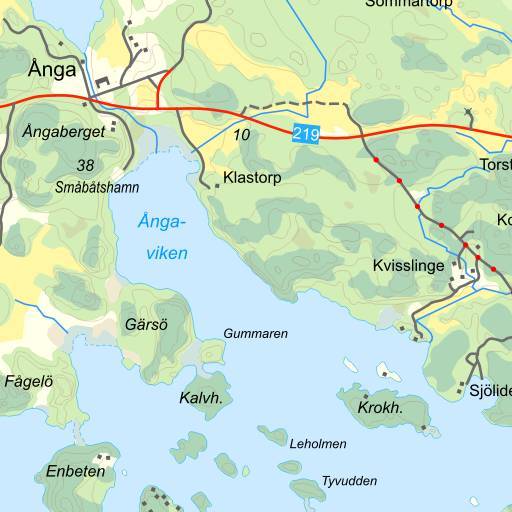 Sommartorp
Ånga
Ångaberget
10
219
38
Småbåtshamn
Klastorp
Torst
Ånga-
viken
Ko
Kvisslinge
Gärsö
Gummaren
Fågelö
Kalvh.
Krokh.
Sjölide
Leholmen
Enbeten
Tyvudden